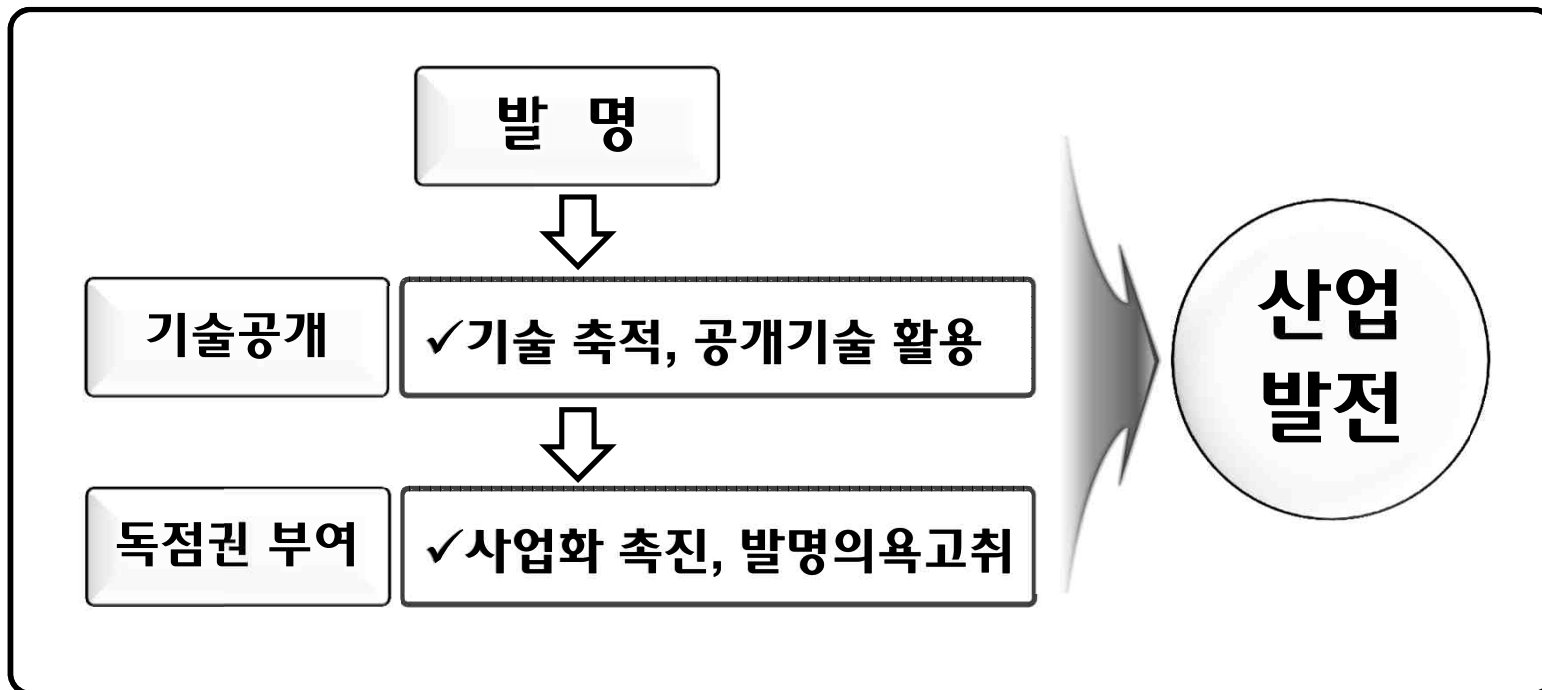 발 명
기술공개
✓기술 축적, 공개기술 활용
독점권 부여
✓사업화 촉진, 발명의욕고취
산업
발전